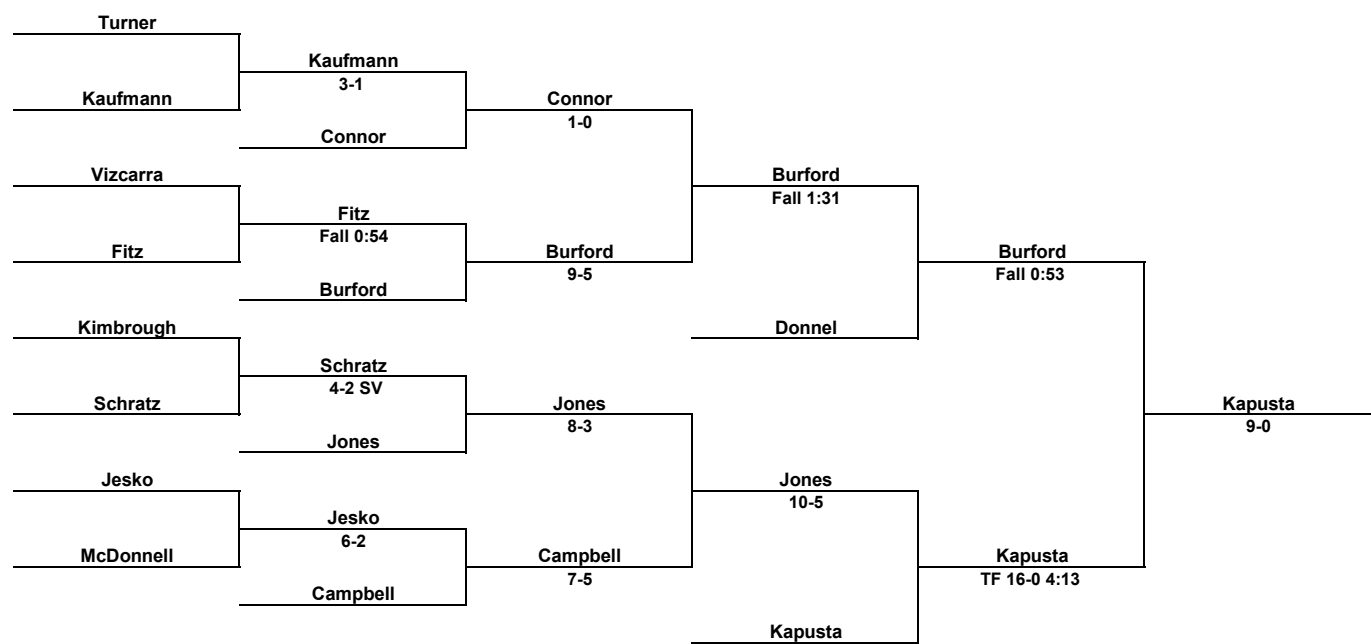 Turner
Kaufmann
3-1
Kaufmann
Connor
1-0
Connor
Vizcarra
Burford
Fall 1:31
Fitz
Fall 0:54
Fitz
Burford
9-5
Burford
Fall 0:53
Burford
Kimbrough
Donnel
Schratz
4-2 SV
Schratz
Jones
8-3
Kapusta
9-0
Jones
Jesko
Jones
10-5
Jesko
6-2
McDonnell
Campbell
7-5
Kapusta
TF 16-0 4:13
Campbell
Kapusta